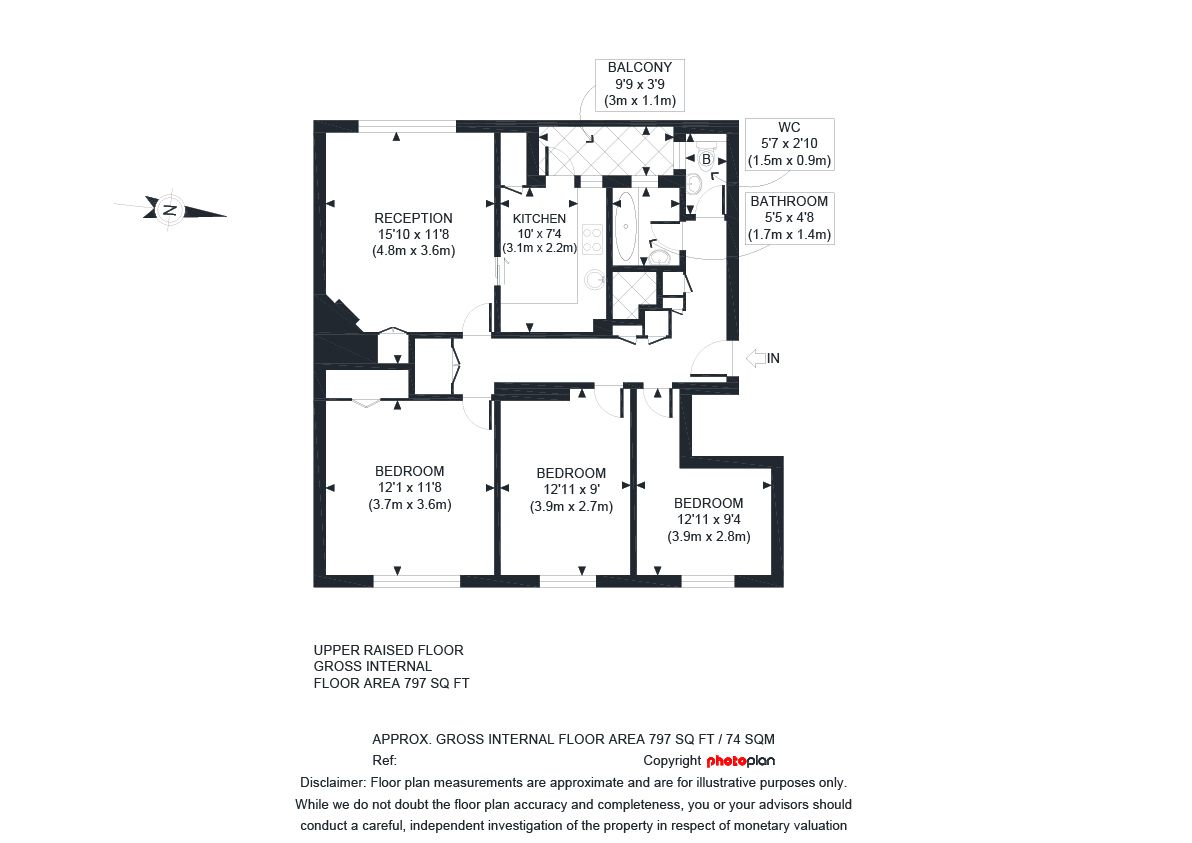 BALCONY
9'9 x 3'9
(3m x 1.1m)
WC
5'7 x 2'10
(1.5m x 0.9m)
B
BATHROOM
5'5 x 4'8
(1.7m x 1.4m)
N
RECEPTION
15'10 x 11'8
(4.8m x 3.6m)
KITCHEN
10' x 7'4
(3.1m x 2.2m)
IN
BEDROOM
12'1 x 11'8
(3.7m x 3.6m)
BEDROOM
12'11 x 9'
(3.9m x 2.7m)
BEDROOM
12'11 x 9'4
(3.9m x 2.8m)
UPPER RAISED FLOOR
GROSS INTERNAL
FLOOR AREA 797 SQ FT
APPROX. GROSS INTERNAL FLOOR AREA 797 SQ FT / 74 SQM
Ref: Copyright photoplan
Disclaimer: Floor plan measurements are approximate and are for illustrative purposes only.
While we do not doubt the floor plan accuracy and completeness, you or your advisors should
conduct a careful, independent investigation of the property in respect of monetary valuation